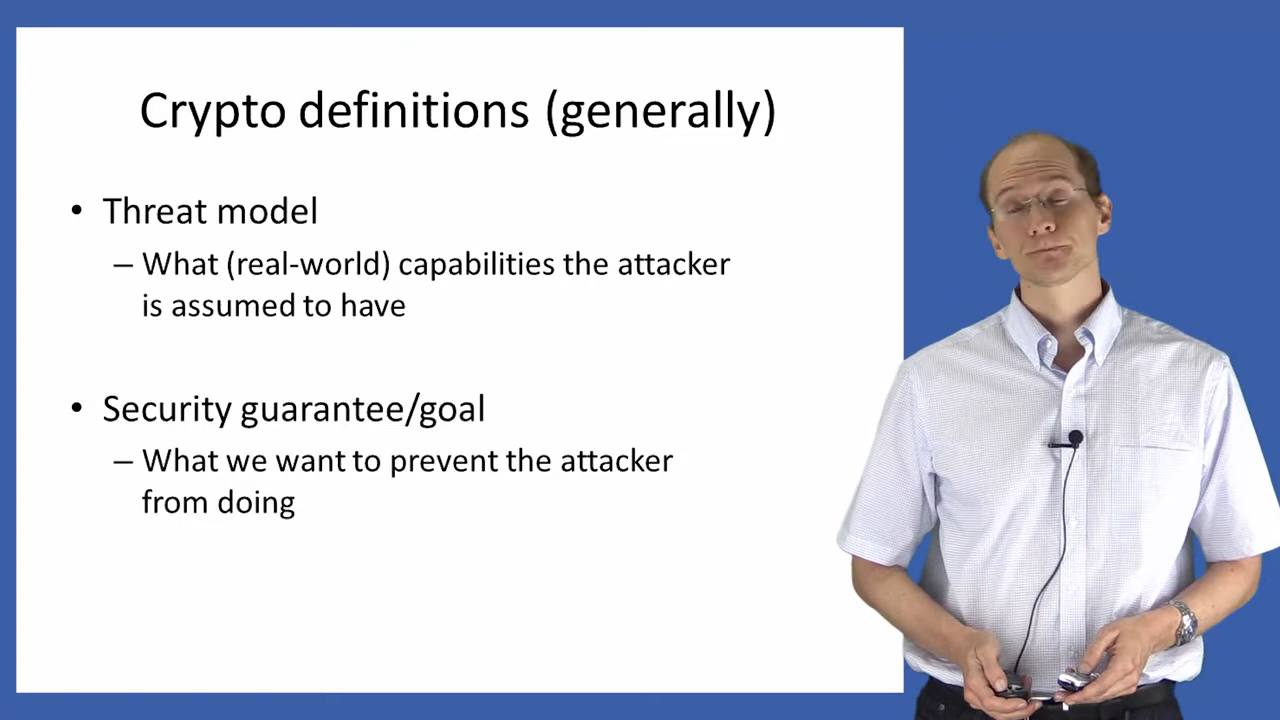 Crypto definitions (generally)
• Threat model
– What (real-world) capabilities the attacker
is assumed to have
• Security guarantee/goal
– What we want to prevent the attacker
from doing